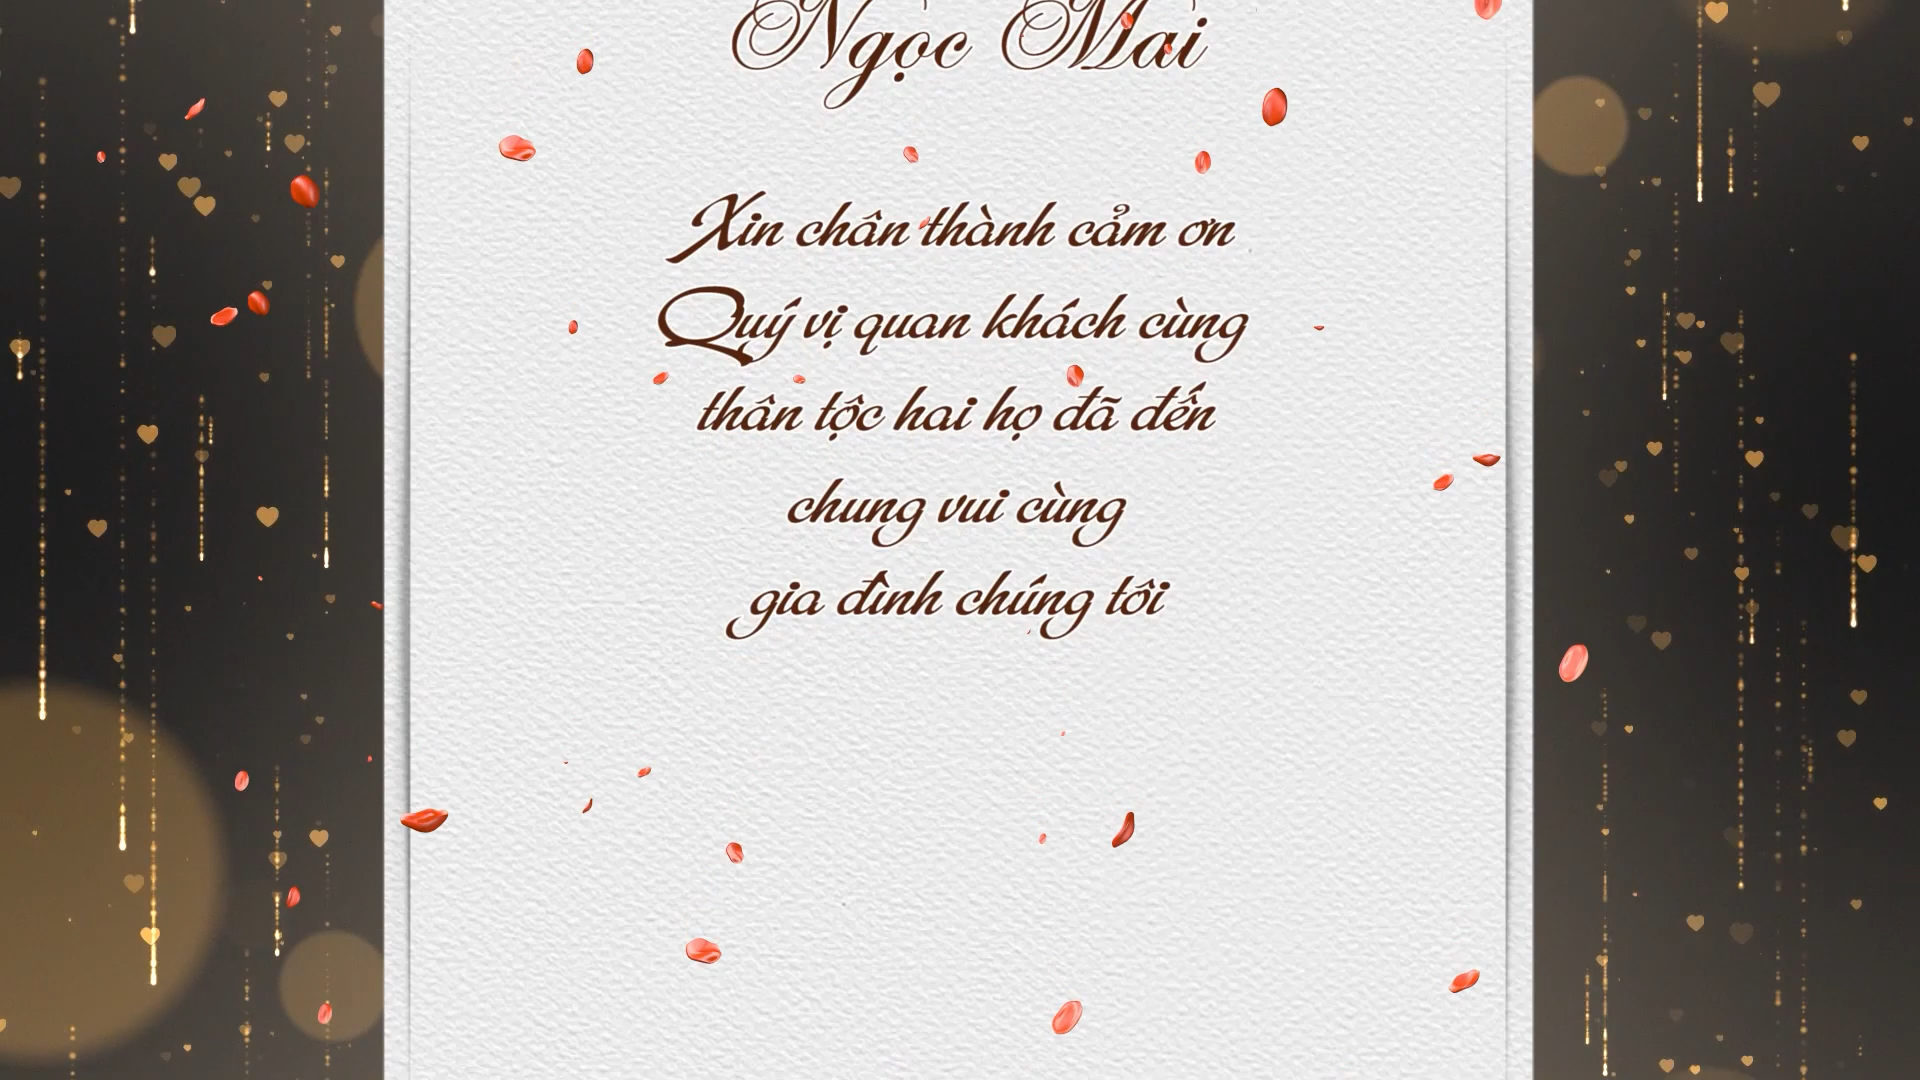 Ngọc Mai
Xin chân thành cảm ơn
Quý vị quan khách cùng
thân tộc hai họ đã đến
chung vui cùng
gia đình chúng tôi